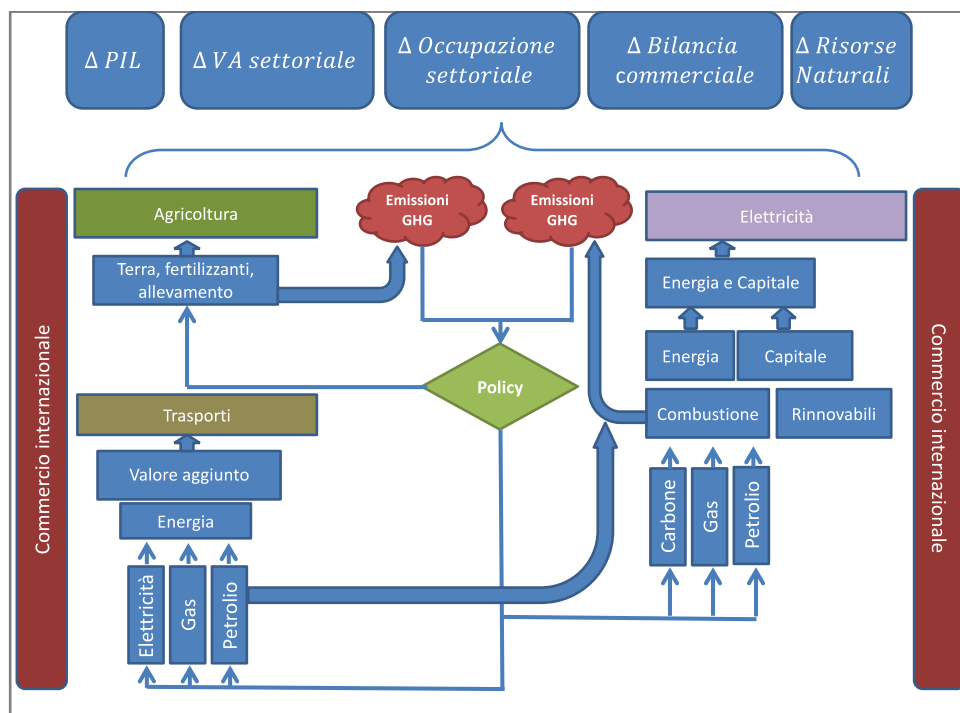 Δ PIL
Δ VA settoriale
Δ Occupazione
settoriale
Δ Bilancia
commerciale
Δ Risorse
Naturali
Commercio internazionale
Agricoltura
Terra, fertilizzanti,
allevamento
Emissioni
GHG
Emissioni
GHG
Elettricità
Energia e Capitale
Energia
Capitale
Policy
Combustione
Rinnovabili
Trasporti
Valore aggiunto
Energia
Elettricità
Gas
Petrolio
Carbone
Gas
Petrolio
Commercio internazionale